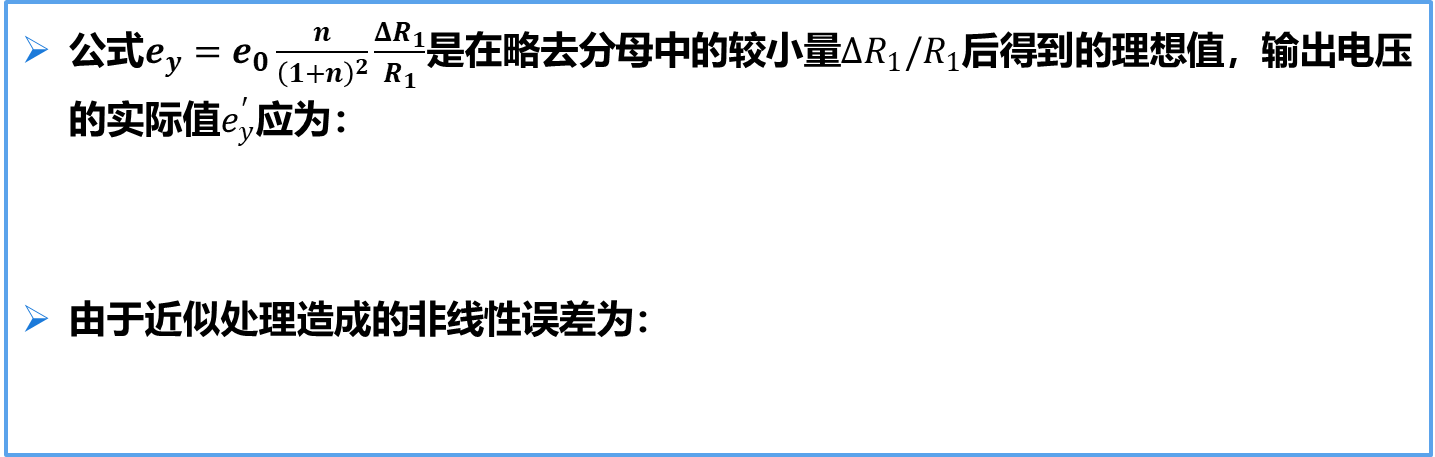 ➢ 公式$e_y = e_0 \frac{n}{(1+n)^2} \frac{\Delta R_1}{R_1}$是在略去分母中的较小量$\Delta R_1/R_1$后得到的理想值，输出电压
的实际值$e_y^{'}$应为：
➢ 由于近似处理造成的非线性误差为：